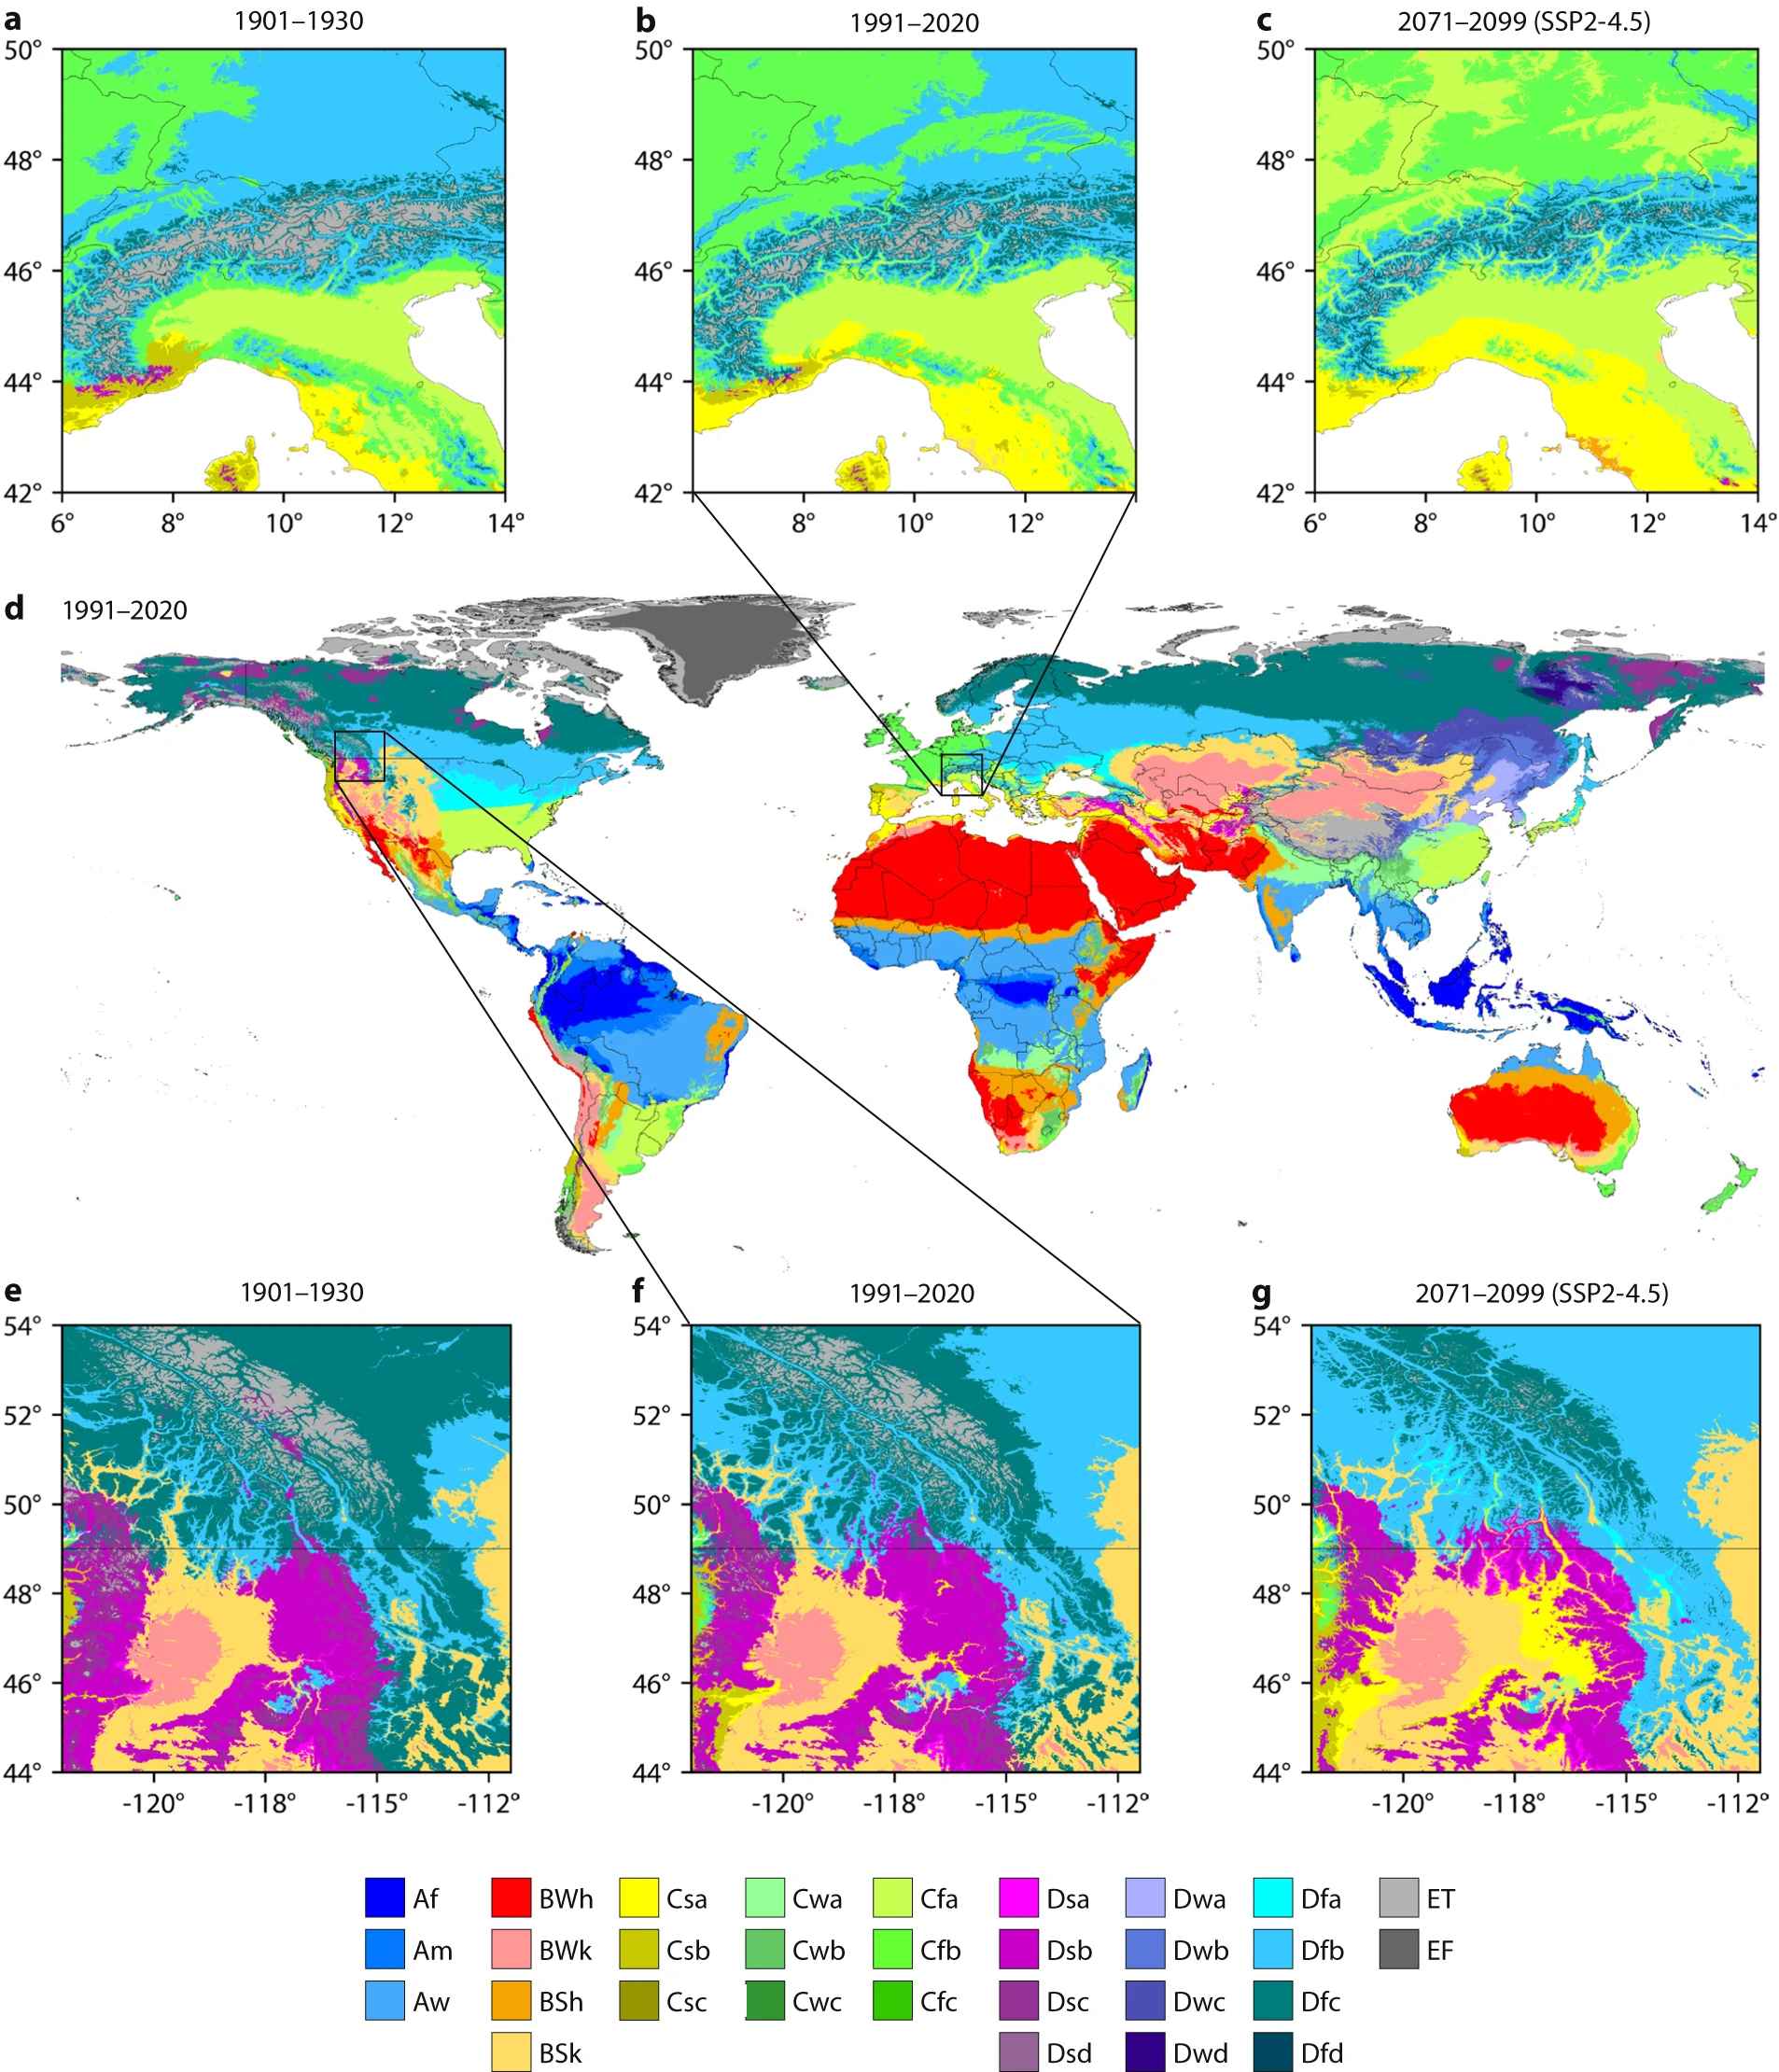 a 1901–1930 b 1991–2020 c 2071–2099 (SSP2-4.5)
50° 50° 50°
48° 48° 48°
46° 46° 46°
44° 44° 44°
42° 42° 42°
6° 8° 10° 12° 14° 8° 10° 12° 6° 8° 10° 12° 14°
d 1991–2020
e 1901–1930 f 1991–2020 g 2071–2099 (SSP2-4.5)
54° 54° 54°
52° 52° 52°
50° 50° 50°
48° 48° 48°
46° 46° 46°
44° 44° 44°
-120° -118° -115° -112° -120° -118° -115° -112° -120° -118° -115° -112°
Af BWh Csa Cwa Cfa Dsa Dwa Dfa ET
Am BWk Csb Cwb Cfb Dsb Dwb Dfb EF
Aw BSh Csc Cwc Cfc Dsc Dwc Dfc
BSk Dsd Dwd Dfd